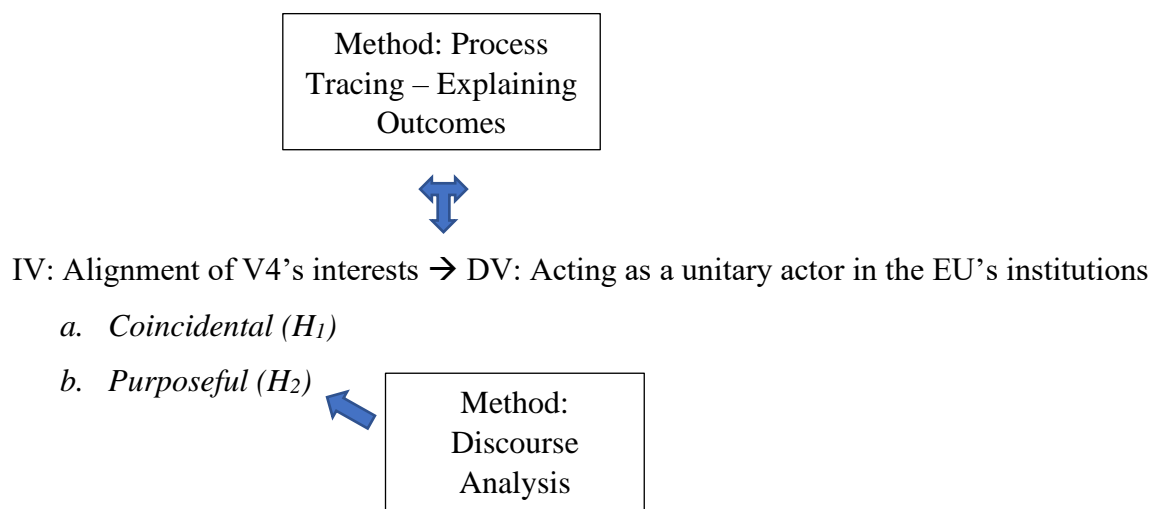 Method: Process
Tracing – Explaining
Outcomes
IV: Alignment of V4’s interests → DV: Acting as a unitary actor in the EU’s institutions
a. Coincidental (H1)
b. Purposeful (H2)
Method:
Discourse
Analysis